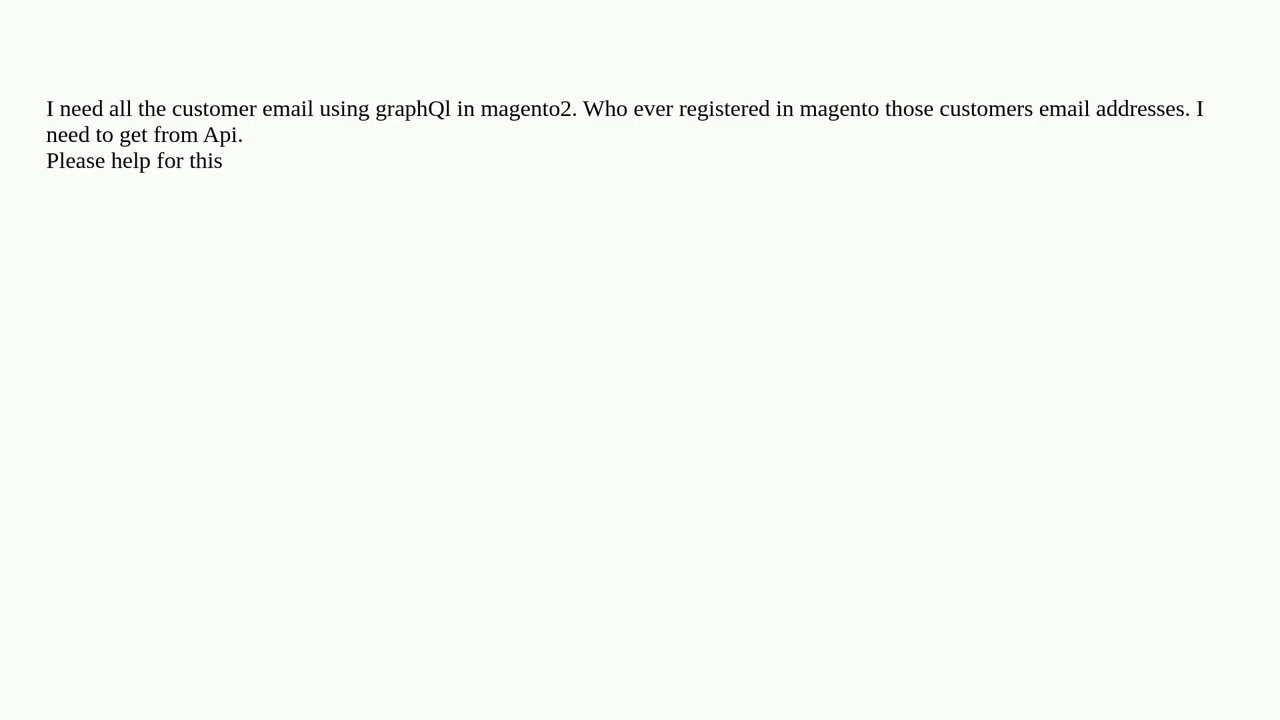 I need all the customer email using graphQl in magento2. Who ever registered in magento those customers email addresses. I
need to get from Api.
Please help for this